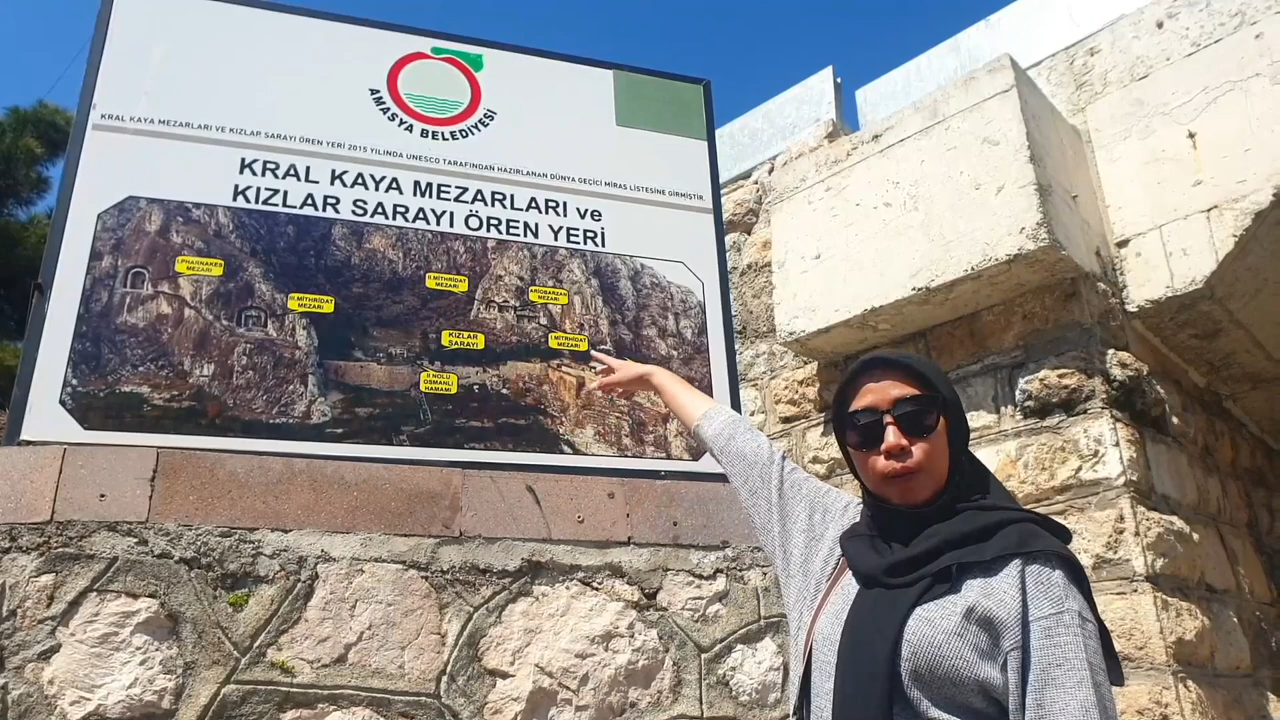 AMASYA BELEDİYESİ
KRAL KAYA MEZARLARI VE KIZLAR SARAYI ÖREN YERİ 2015 YILINDA UNESCO TARAFINDAN HAZIRLANAN DÜNYA GEÇİCİ MİRAS LİSTESİNE GİRMİŞTİR.
KRAL KAYA MEZARLARI ve
KIZLAR SARAYI ÖREN YERİ
I.PHARNAKES
MEZARI
III.MİTHRİDAT
MEZARI
II.MİTHRİDAT
MEZARI
ARİOBARZAN
MEZARI
KIZLAR
SARAYI
I.MİTRHİDAT
MEZARI
II NOLU
OSMANLI
HAMAMI